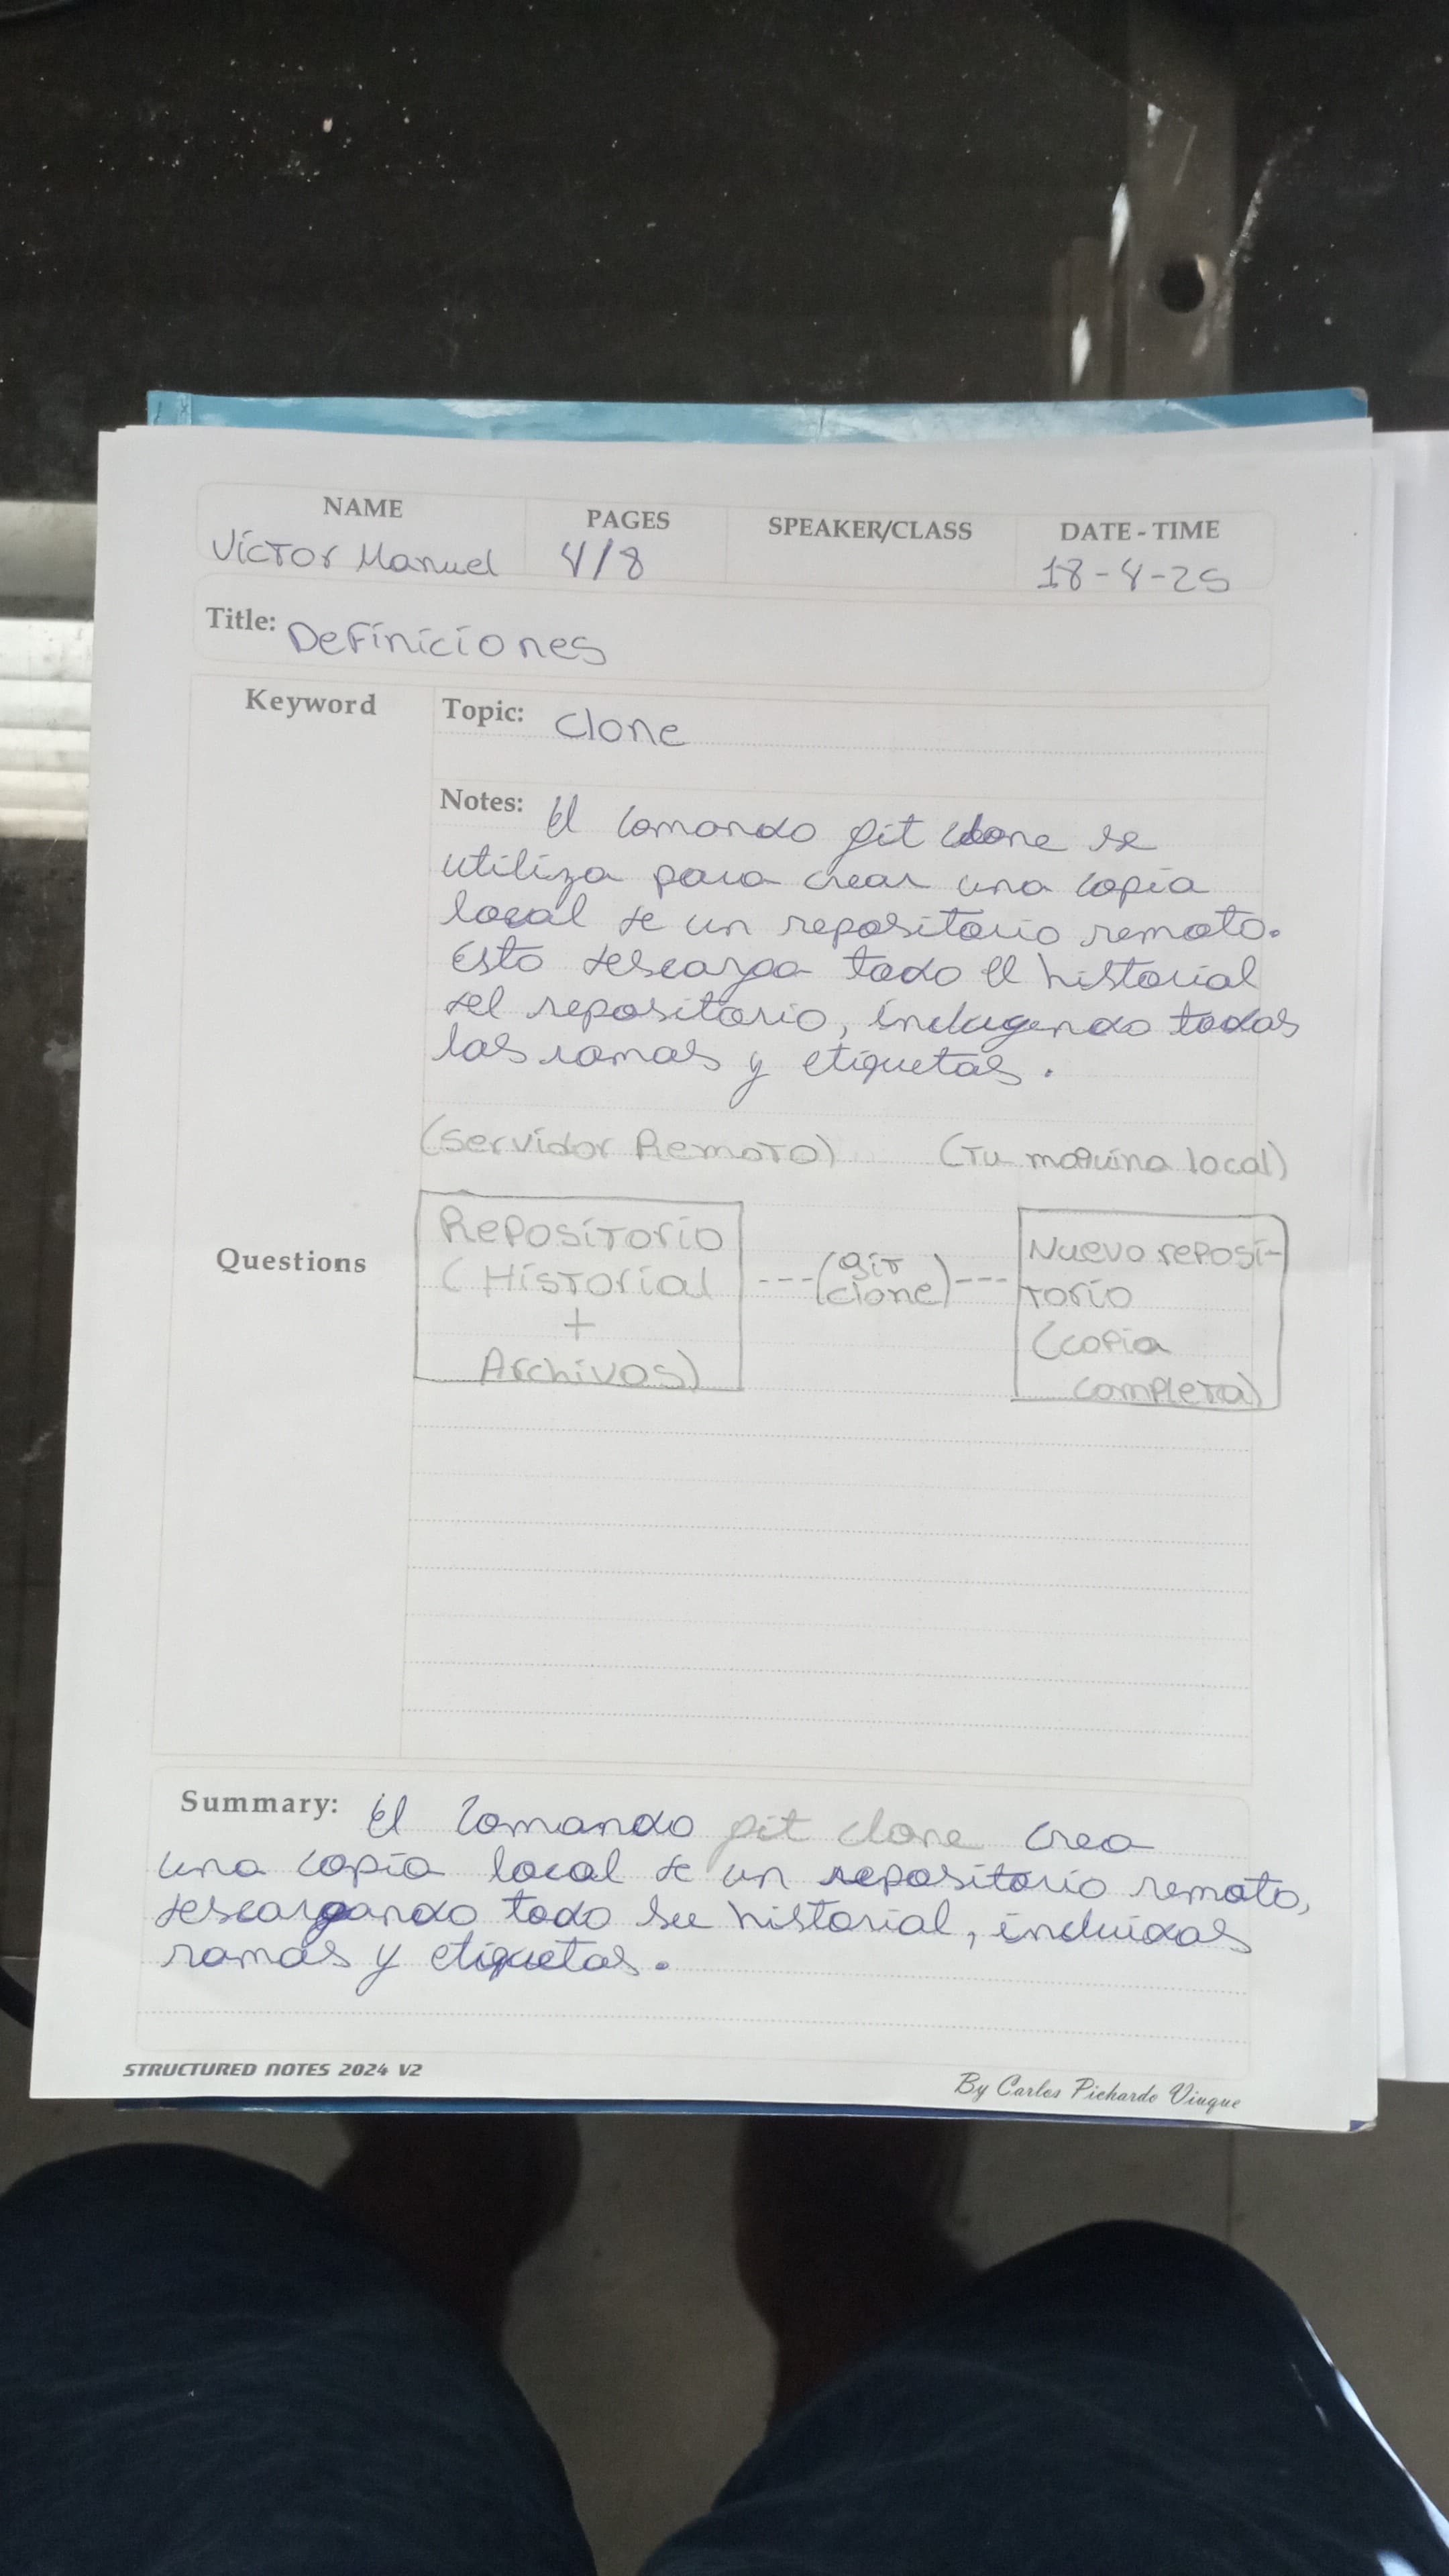 NAME PAGES SPEAKER/CLASS DATE - TIME
Víctor Manuel 4/8 18-4-25
Title: Definiciones
Keyword Topic: Clone
Notes: El comando git clone se
utiliza para crear una copia
local de un repositorio remoto.
Esto descarga todo el historial
del repositorio, incluyendo todas
las ramas y etiquetas.
(Servidor Remoto) (Tu maquina local)
Questions
Repositorio
(Historial
+
Archivos)
---(git
clone)---
Nuevo reposi-
torio
(copia
completa)
Summary: El comando git clone crea
una copia local de un repositorio remoto,
descargando todo su historial, incluidas
ramas y etiquetas.
STRUCTURED NOTES 2024 V2
By Carlos Pichardo Viuque